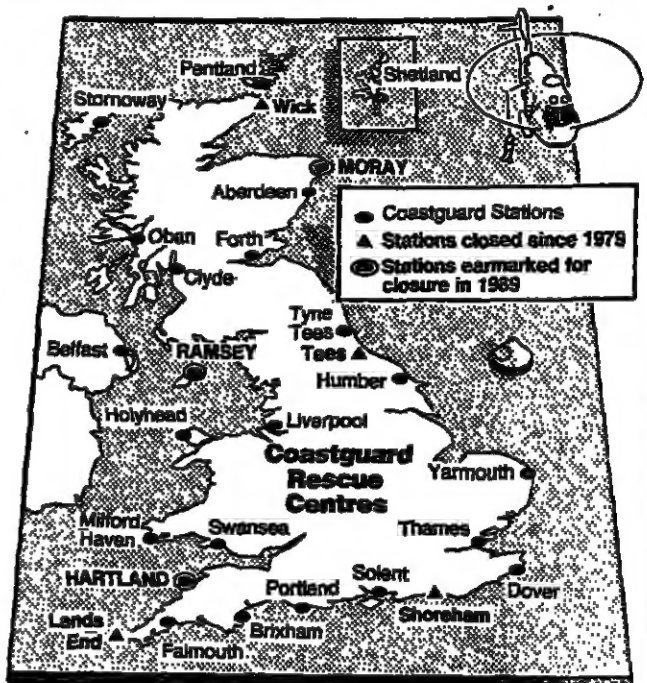 Pentland
Shetland
Stornoway
Wick
MORAY
Aberdeen
Coastguard Stations
Stations closed since 1979
Stations earmarked for
closure in 1989
Oban
Forth
Clyde
Tyne
Tees
Tees
Belfast
RAMSEY
Humber
Holyhead
Liverpool
Coastguard
Rescue
Centres
Yarmouth
Milford
Haven
Swansea
Thames
HARTLAND
Portland
Solent
Dover
Lands
End
Shoreham
Brixham
Falmouth